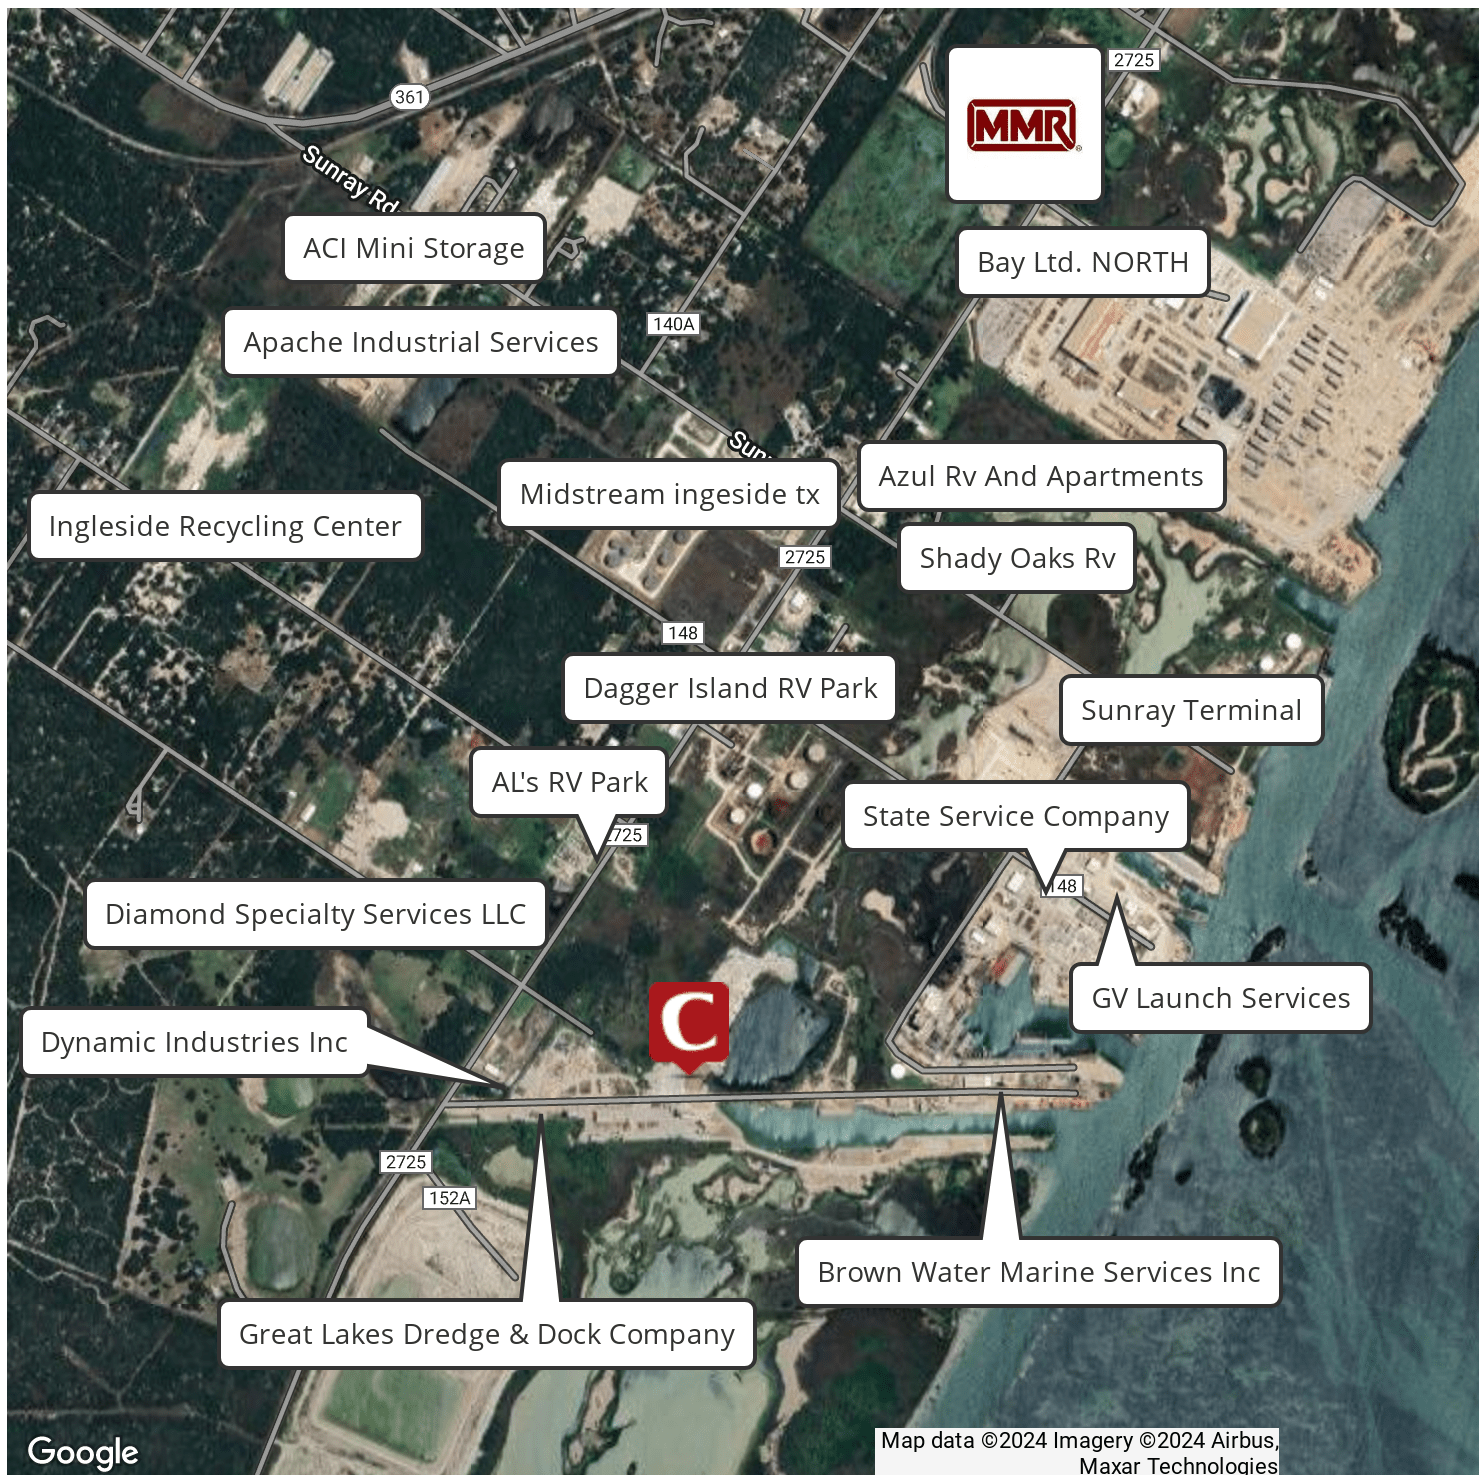 2725
361
MMR
®
Sunray Rd
ACI Mini Storage
Bay Ltd. NORTH
140A
Apache Industrial Services
Sun
Azul Rv And Apartments
Midstream ingeside tx
Ingleside Recycling Center
2725
Shady Oaks Rv
148
Dagger Island RV Park
Sunray Terminal
AL's RV Park
2725
State Service Company
148
Diamond Specialty Services LLC
GV Launch Services
C
Dynamic Industries Inc
2725
152A
Brown Water Marine Services Inc
Great Lakes Dredge & Dock Company
Google
Map data ©2024 Imagery ©2024 Airbus,
Maxar Technologies